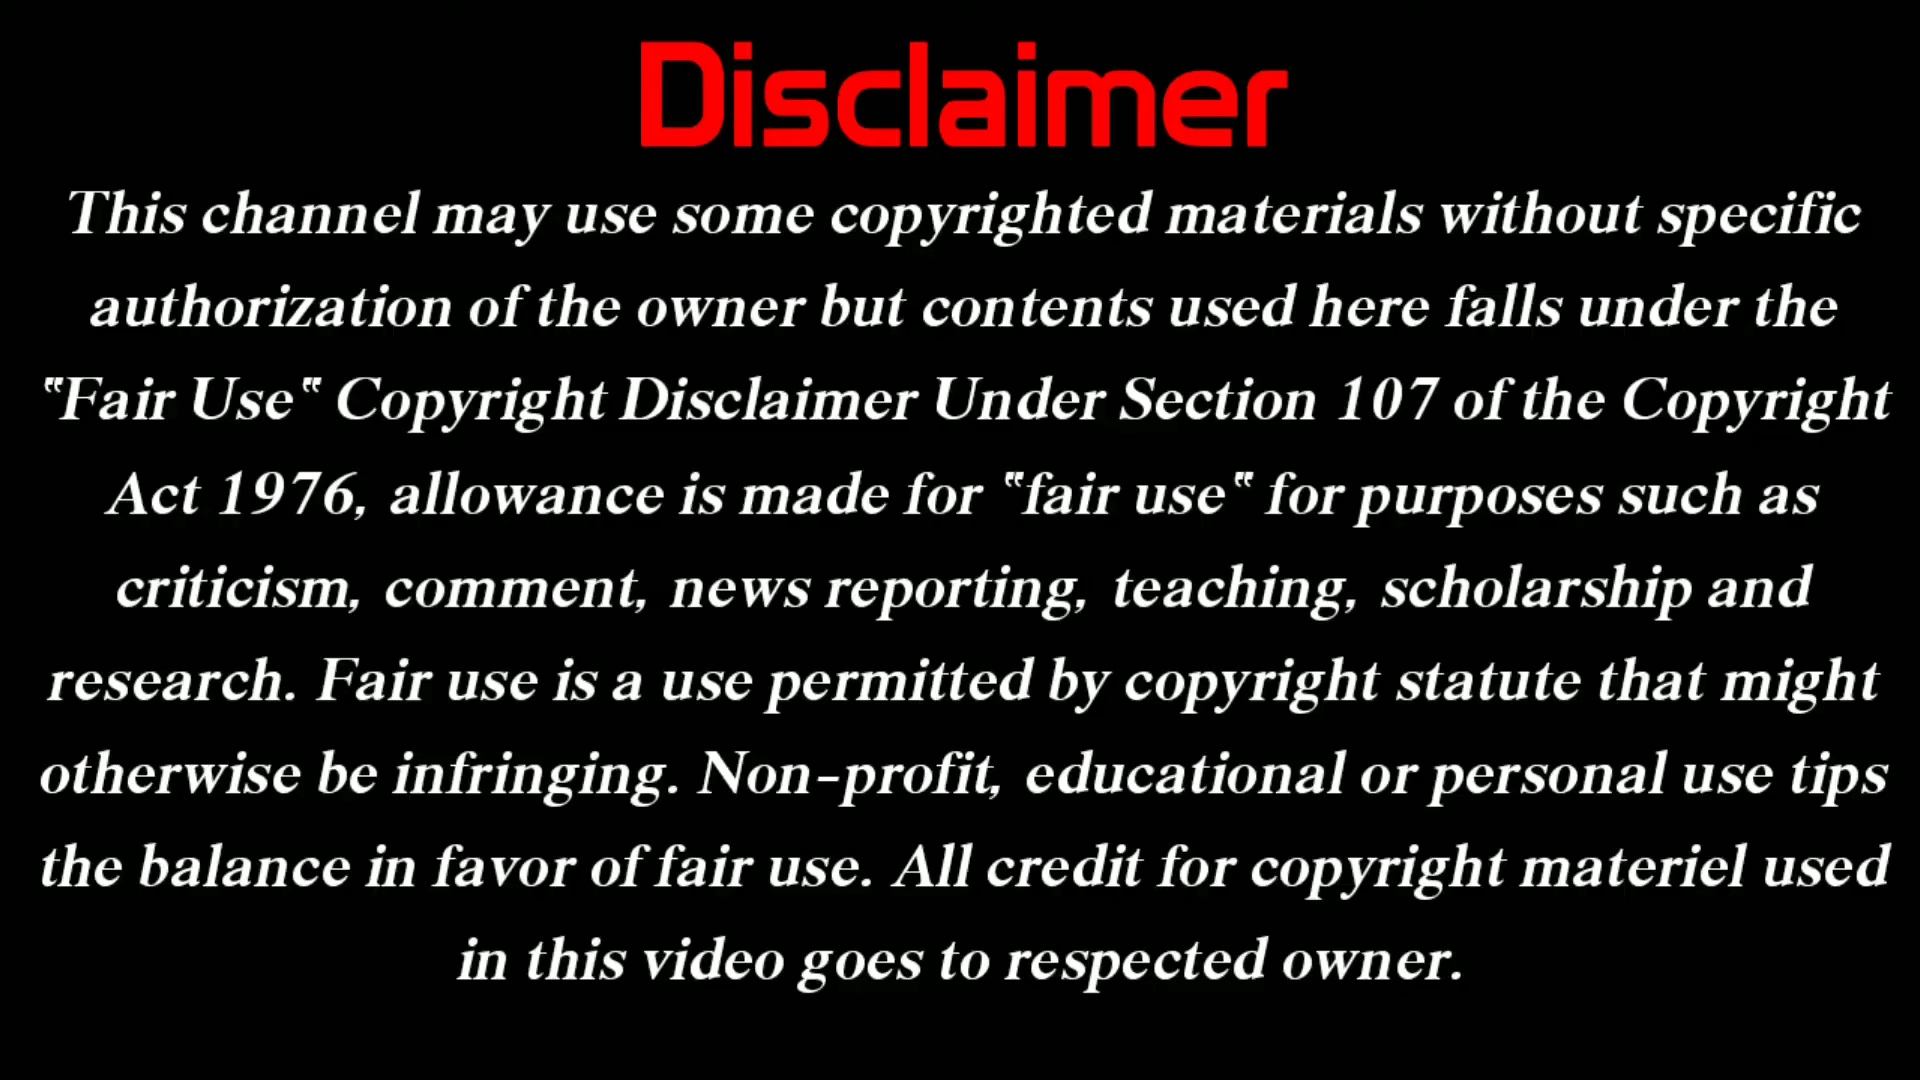 Disclaimer
This channel may use some copyrighted materials without specific
authorization of the owner but contents used here falls under the
“Fair Use“ Copyright Disclaimer Under Section 107 of the Copyright
Act 1976, allowance is made for “fair use“ for purposes such as
criticism, comment, news reporting, teaching, scholarship and
research. Fair use is a use permitted by copyright statute that might
otherwise be infringing. Non-profit, educational or personal use tips
the balance in favor of fair use. All credit for copyright materiel used
in this video goes to respected owner.